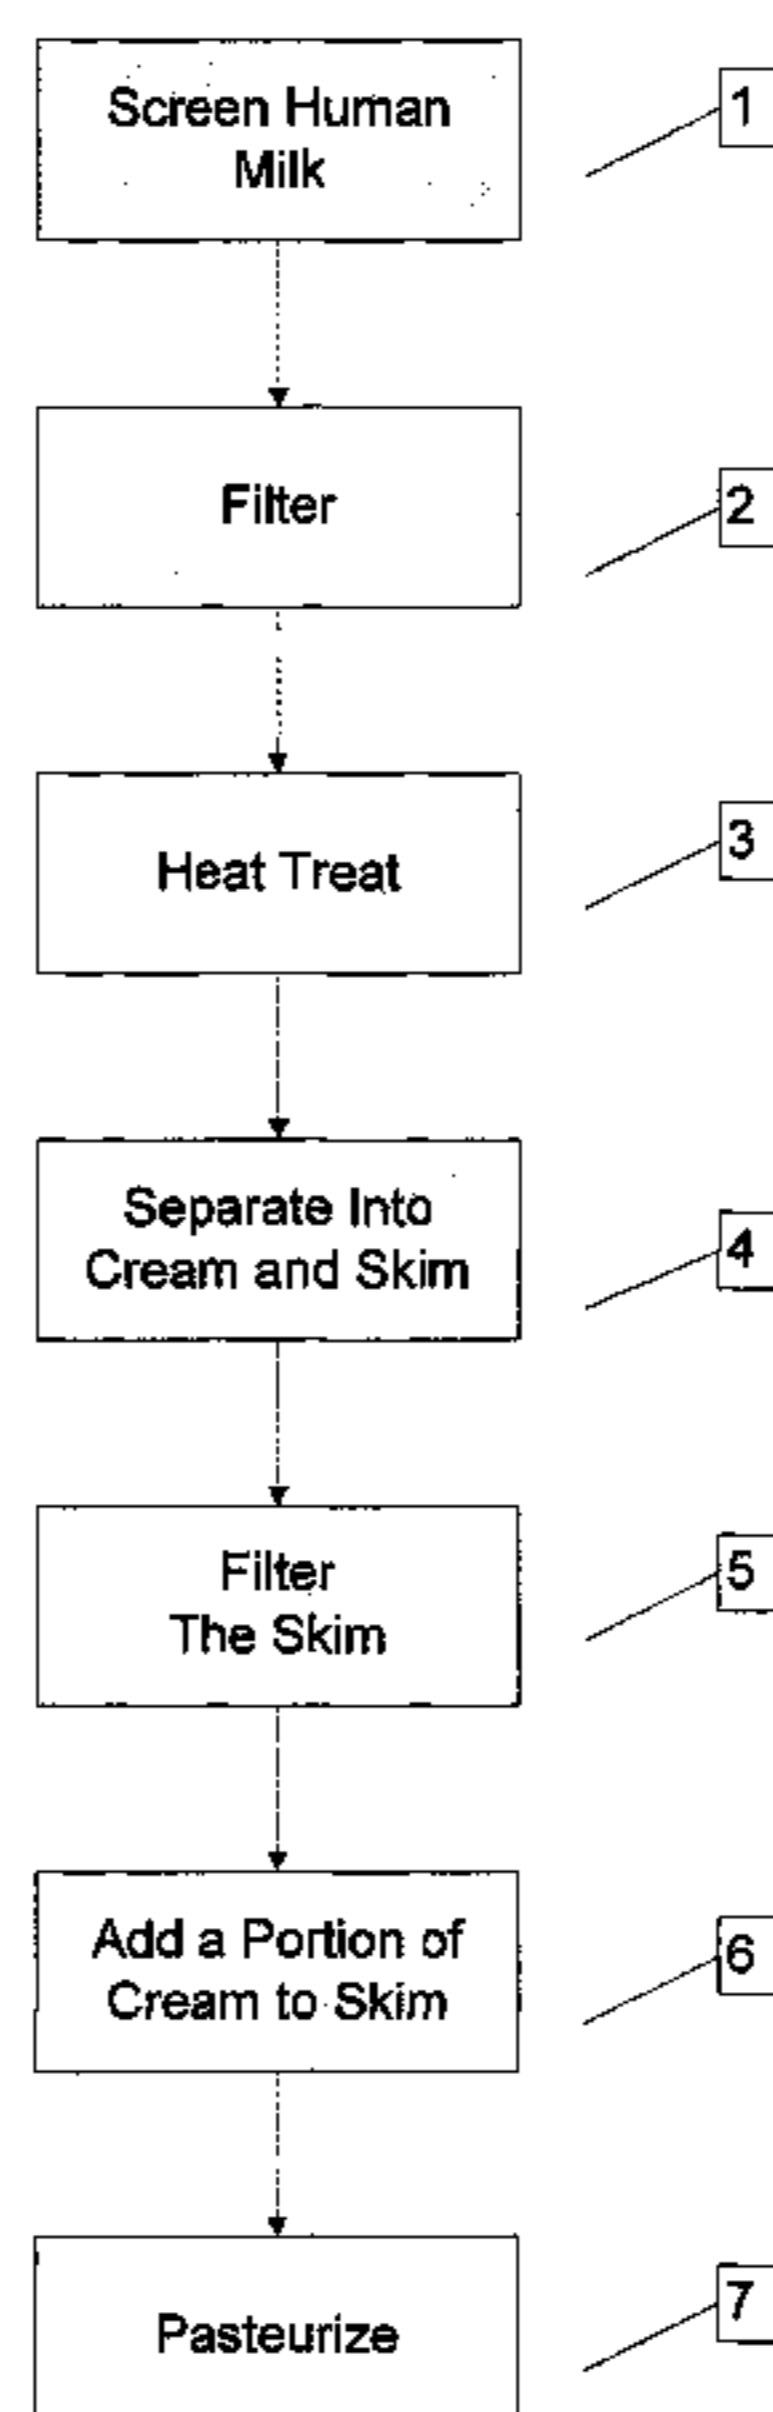 Screen Human
Milk
1
Filter
2
Heat Treat
3
Separate Into
Cream and Skim
4
Filter
The Skim
5
Add a Portion of
Cream to Skim
6
Pasteurize
7